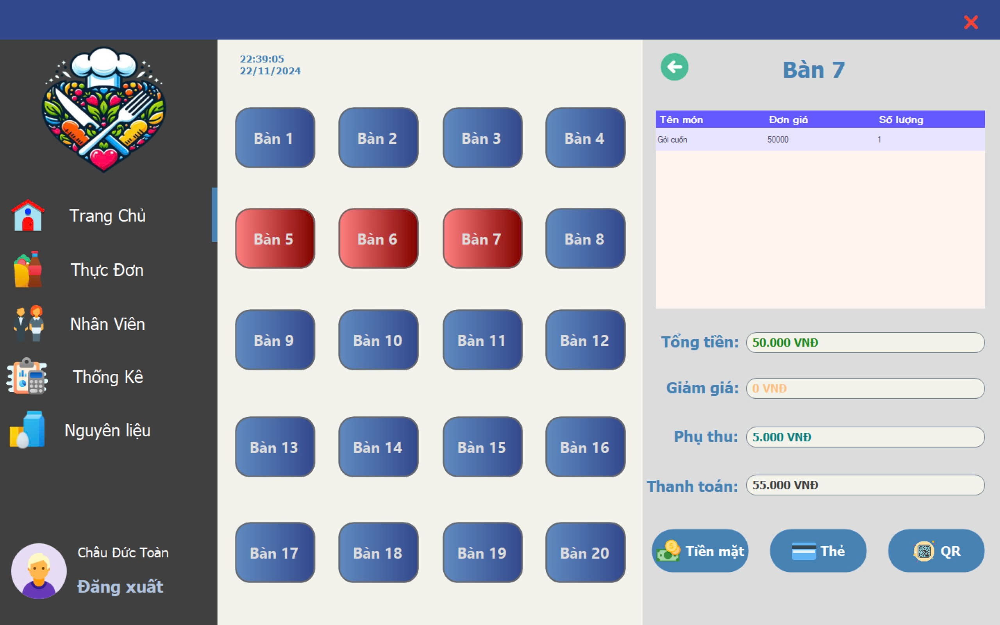 22:39:05
22/11/2024
Trang Chủ
Thực Đơn
Nhân Viên
Thống Kê
Nguyên liệu
Châu Đức Toàn
Đăng xuất
Bàn 1 Bàn 2 Bàn 3 Bàn 4
Bàn 5 Bàn 6 Bàn 7 Bàn 8
Bàn 9 Bàn 10 Bàn 11 Bàn 12
Bàn 13 Bàn 14 Bàn 15 Bàn 16
Bàn 17 Bàn 18 Bàn 19 Bàn 20
Bàn 7
Tên món Đơn giá Số lượng
Gỏi cuốn 50000 1
Tổng tiền: 50.000 VNĐ
Giảm giá: 0 VNĐ
Phụ thu: 5.000 VNĐ
Thanh toán: 55.000 VNĐ
Tiền mặt Thẻ QR